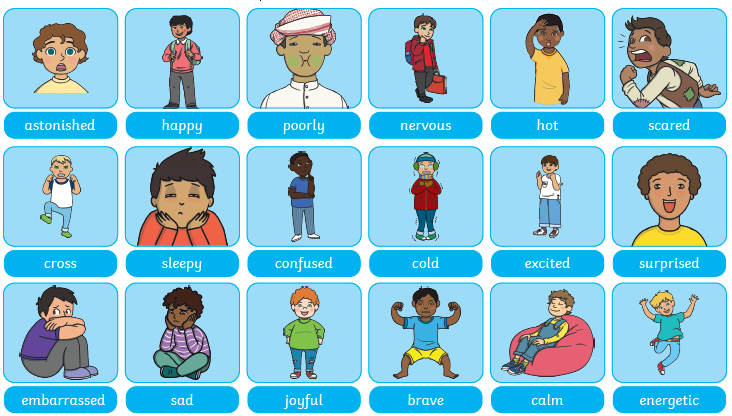 astonished happy poorly nervous hot scared
cross sleepy confused cold excited surprised
embarrassed sad joyful brave calm energetic